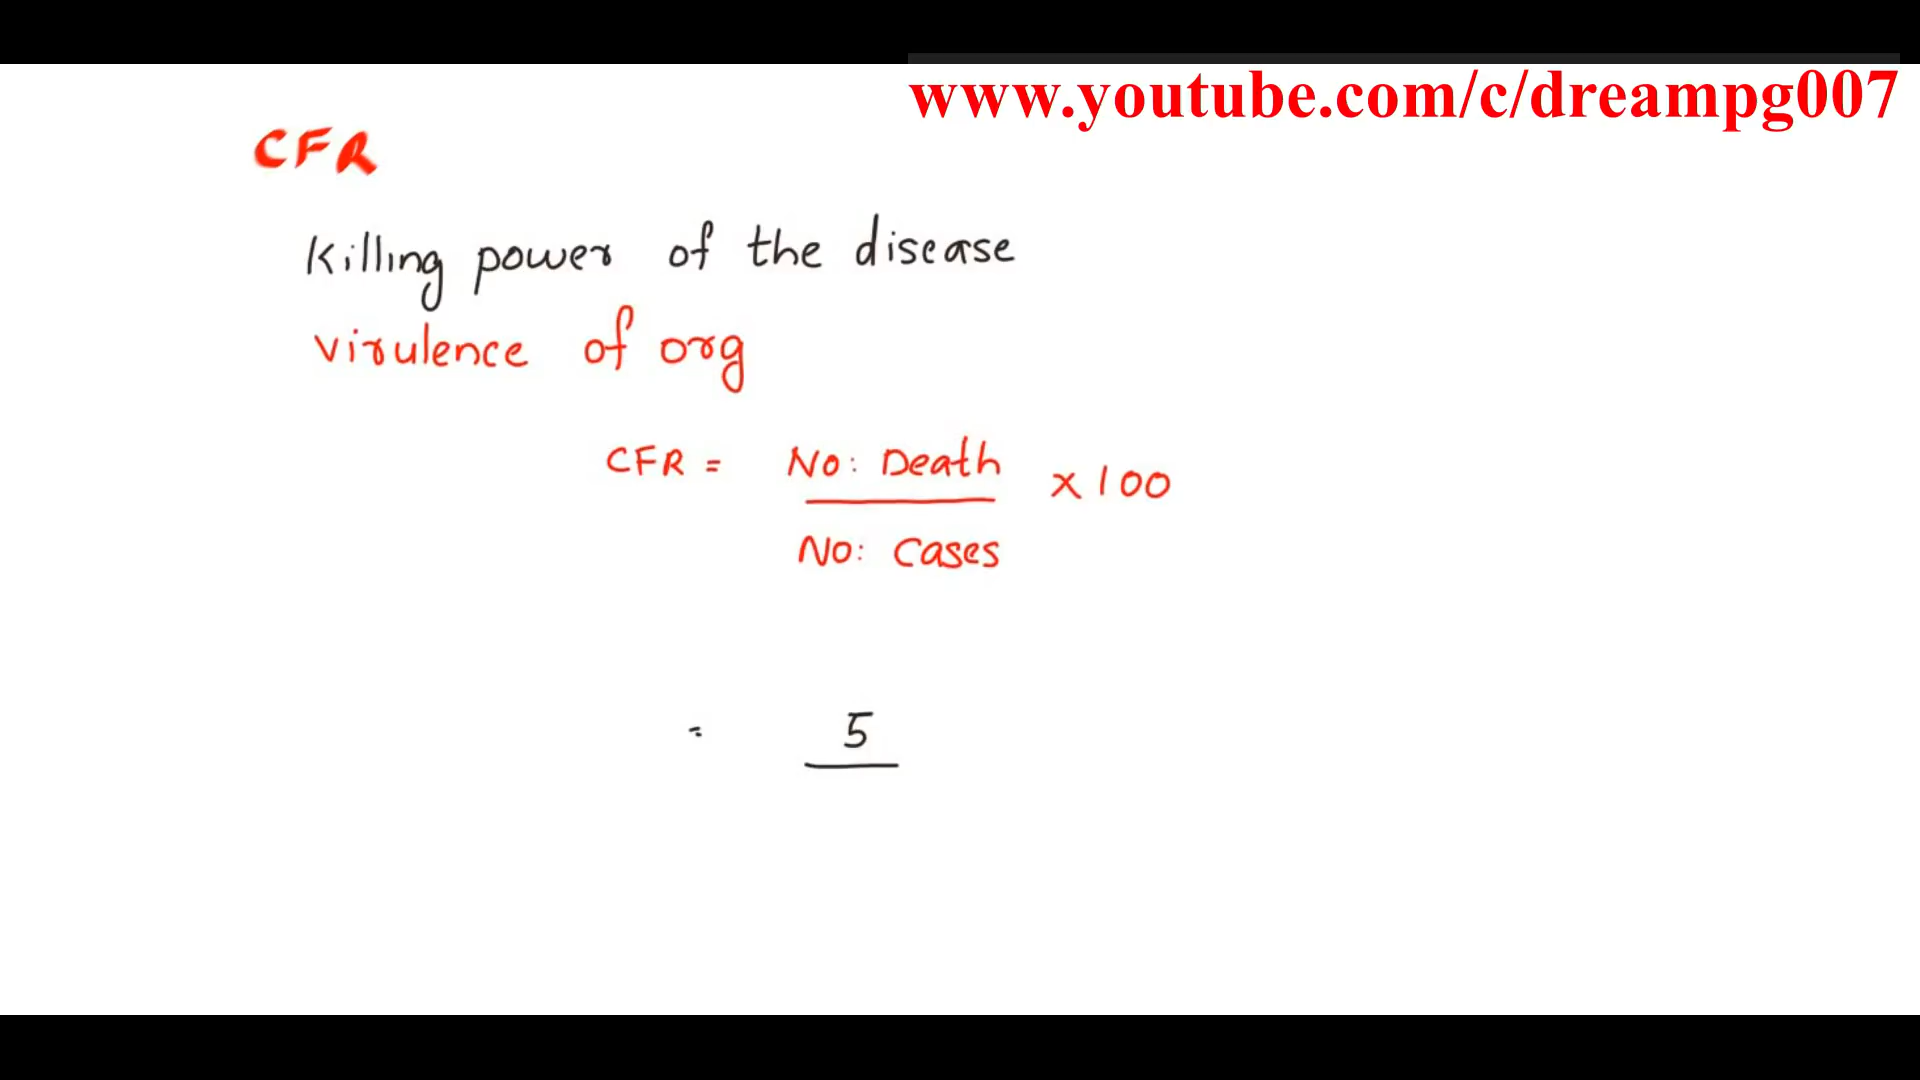 www.youtube.com/c/dreampg007
CFR
Killing power of the disease
virulence of org
CFR = No: Death
x 100
No: Cases
= 5